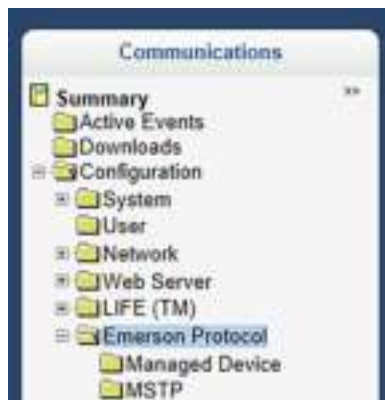 Communications
Summary
Active Events
Downloads
Configuration
System
User
Network
Web Server
LIFE (TM)
Emerson Protocol
Managed Device
MSTP